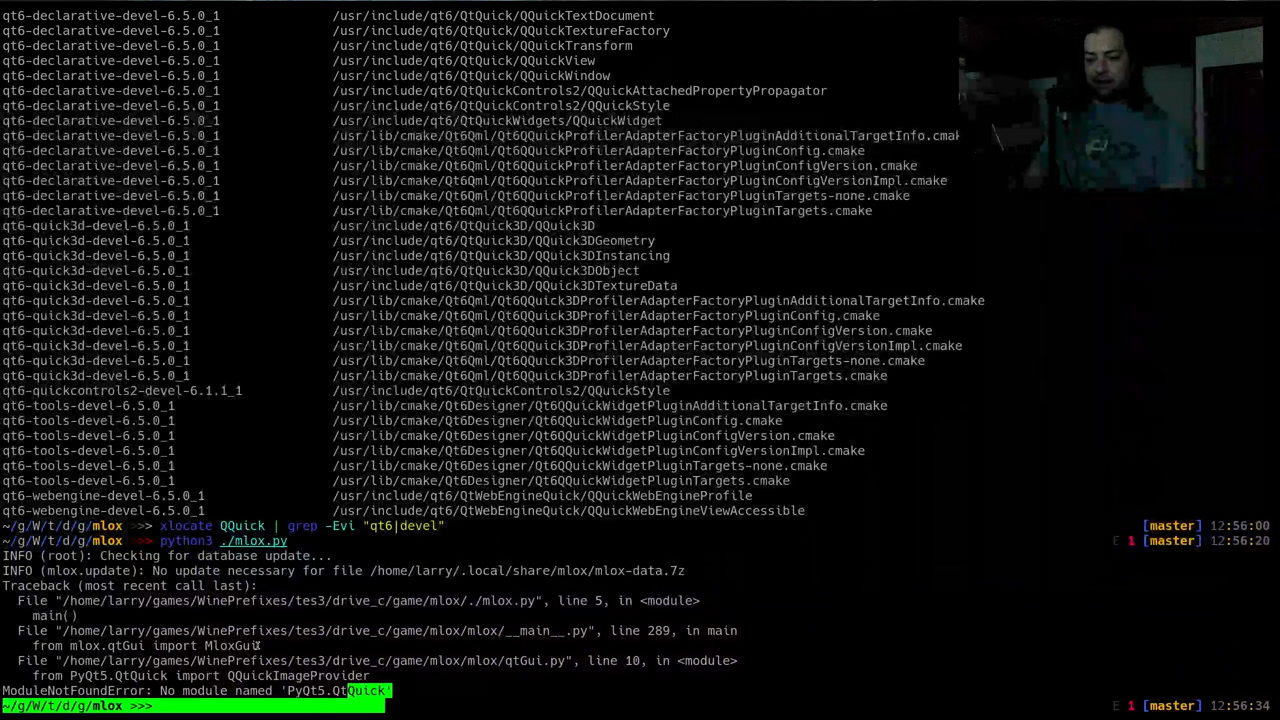 qt6-declarative-devel-6.5.0_1 /usr/include/qt6/QtQuick/QQuickTextDocument
qt6-declarative-devel-6.5.0_1 /usr/include/qt6/QtQuick/QQuickTextureFactory
qt6-declarative-devel-6.5.0_1 /usr/include/qt6/QtQuick/QQuickTransform
qt6-declarative-devel-6.5.0_1 /usr/include/qt6/QtQuick/QQuickView
qt6-declarative-devel-6.5.0_1 /usr/include/qt6/QtQuick/QQuickWindow
qt6-declarative-devel-6.5.0_1 /usr/include/qt6/QtQuickControls2/QQuickAttachedPropertyPropagator
qt6-declarative-devel-6.5.0_1 /usr/include/qt6/QtQuickControls2/QQuickStyle
qt6-declarative-devel-6.5.0_1 /usr/include/qt6/QtQuickWidgets/QQuickWidget
qt6-declarative-devel-6.5.0_1 /usr/lib/cmake/Qt6Qml/Qt6QQuickProfilerAdapterFactoryPluginAdditionalTargetInfo.cmak
qt6-declarative-devel-6.5.0_1 /usr/lib/cmake/Qt6Qml/Qt6QQuickProfilerAdapterFactoryPluginConfig.cmake
qt6-declarative-devel-6.5.0_1 /usr/lib/cmake/Qt6Qml/Qt6QQuickProfilerAdapterFactoryPluginConfigVersion.cmake
qt6-declarative-devel-6.5.0_1 /usr/lib/cmake/Qt6Qml/Qt6QQuickProfilerAdapterFactoryPluginConfigVersionImpl.cmake
qt6-declarative-devel-6.5.0_1 /usr/lib/cmake/Qt6Qml/Qt6QQuickProfilerAdapterFactoryPluginTargets-none.cmake
qt6-declarative-devel-6.5.0_1 /usr/lib/cmake/Qt6Qml/Qt6QQuickProfilerAdapterFactoryPluginTargets.cmake
qt6-quick3d-devel-6.5.0_1 /usr/include/qt6/QtQuick3D/QQuick3D
qt6-quick3d-devel-6.5.0_1 /usr/include/qt6/QtQuick3D/QQuick3DGeometry
qt6-quick3d-devel-6.5.0_1 /usr/include/qt6/QtQuick3D/QQuick3DInstancing
qt6-quick3d-devel-6.5.0_1 /usr/include/qt6/QtQuick3D/QQuick3DObject
qt6-quick3d-devel-6.5.0_1 /usr/include/qt6/QtQuick3D/QQuick3DTextureData
qt6-quick3d-devel-6.5.0_1 /usr/lib/cmake/Qt6Qml/Qt6QQuick3DProfilerAdapterFactoryPluginAdditionalTargetInfo.cmake
qt6-quick3d-devel-6.5.0_1 /usr/lib/cmake/Qt6Qml/Qt6QQuick3DProfilerAdapterFactoryPluginConfig.cmake
qt6-quick3d-devel-6.5.0_1 /usr/lib/cmake/Qt6Qml/Qt6QQuick3DProfilerAdapterFactoryPluginConfigVersion.cmake
qt6-quick3d-devel-6.5.0_1 /usr/lib/cmake/Qt6Qml/Qt6QQuick3DProfilerAdapterFactoryPluginConfigVersionImpl.cmake
qt6-quick3d-devel-6.5.0_1 /usr/lib/cmake/Qt6Qml/Qt6QQuick3DProfilerAdapterFactoryPluginTargets-none.cmake
qt6-quick3d-devel-6.5.0_1 /usr/lib/cmake/Qt6Qml/Qt6QQuick3DProfilerAdapterFactoryPluginTargets.cmake
qt6-quickcontrols2-devel-6.1.1_1 /usr/include/qt6/QtQuickControls2/QQuickStyle
qt6-tools-devel-6.5.0_1 /usr/lib/cmake/Qt6Designer/Qt6QQuickWidgetPluginAdditionalTargetInfo.cmake
qt6-tools-devel-6.5.0_1 /usr/lib/cmake/Qt6Designer/Qt6QQuickWidgetPluginConfig.cmake
qt6-tools-devel-6.5.0_1 /usr/lib/cmake/Qt6Designer/Qt6QQuickWidgetPluginConfigVersion.cmake
qt6-tools-devel-6.5.0_1 /usr/lib/cmake/Qt6Designer/Qt6QQuickWidgetPluginConfigVersionImpl.cmake
qt6-tools-devel-6.5.0_1 /usr/lib/cmake/Qt6Designer/Qt6QQuickWidgetPluginTargets-none.cmake
qt6-tools-devel-6.5.0_1 /usr/lib/cmake/Qt6Designer/Qt6QQuickWidgetPluginTargets.cmake
qt6-webengine-devel-6.5.0_1 /usr/include/qt6/QtWebEngineQuick/QQuickWebEngineProfile
qt6-webengine-devel-6.5.0_1 /usr/include/qt6/QtWebEngineQuick/QQuickWebEngineViewAccessible
~/g/W/t/d/g/mlox >>> xlocate QQuick | grep -Evi "qt6|devel" [master] 12:56:00
~/g/W/t/d/g/mlox >>> python3 ./mlox.py E 1 [master] 12:56:20
INFO (root): Checking for database update...
INFO (mlox.update): No update necessary for file /home/larry/.local/share/mlox/mlox-data.7z
Traceback (most recent call last):
  File "/home/larry/games/WinePrefixes/tes3/drive_c/game/mlox/./mlox.py", line 5, in <module>
    main()
  File "/home/larry/games/WinePrefixes/tes3/drive_c/game/mlox/mlox/__main__.py", line 289, in main
    from mlox.qtGui import MloxGui
  File "/home/larry/games/WinePrefixes/tes3/drive_c/game/mlox/mlox/qtGui.py", line 10, in <module>
    from PyQt5.QtQuick import QQuickImageProvider
ModuleNotFoundError: No module named 'PyQt5.QtQuick'
~/g/W/t/d/g/mlox >>> E 1 [master] 12:56:34